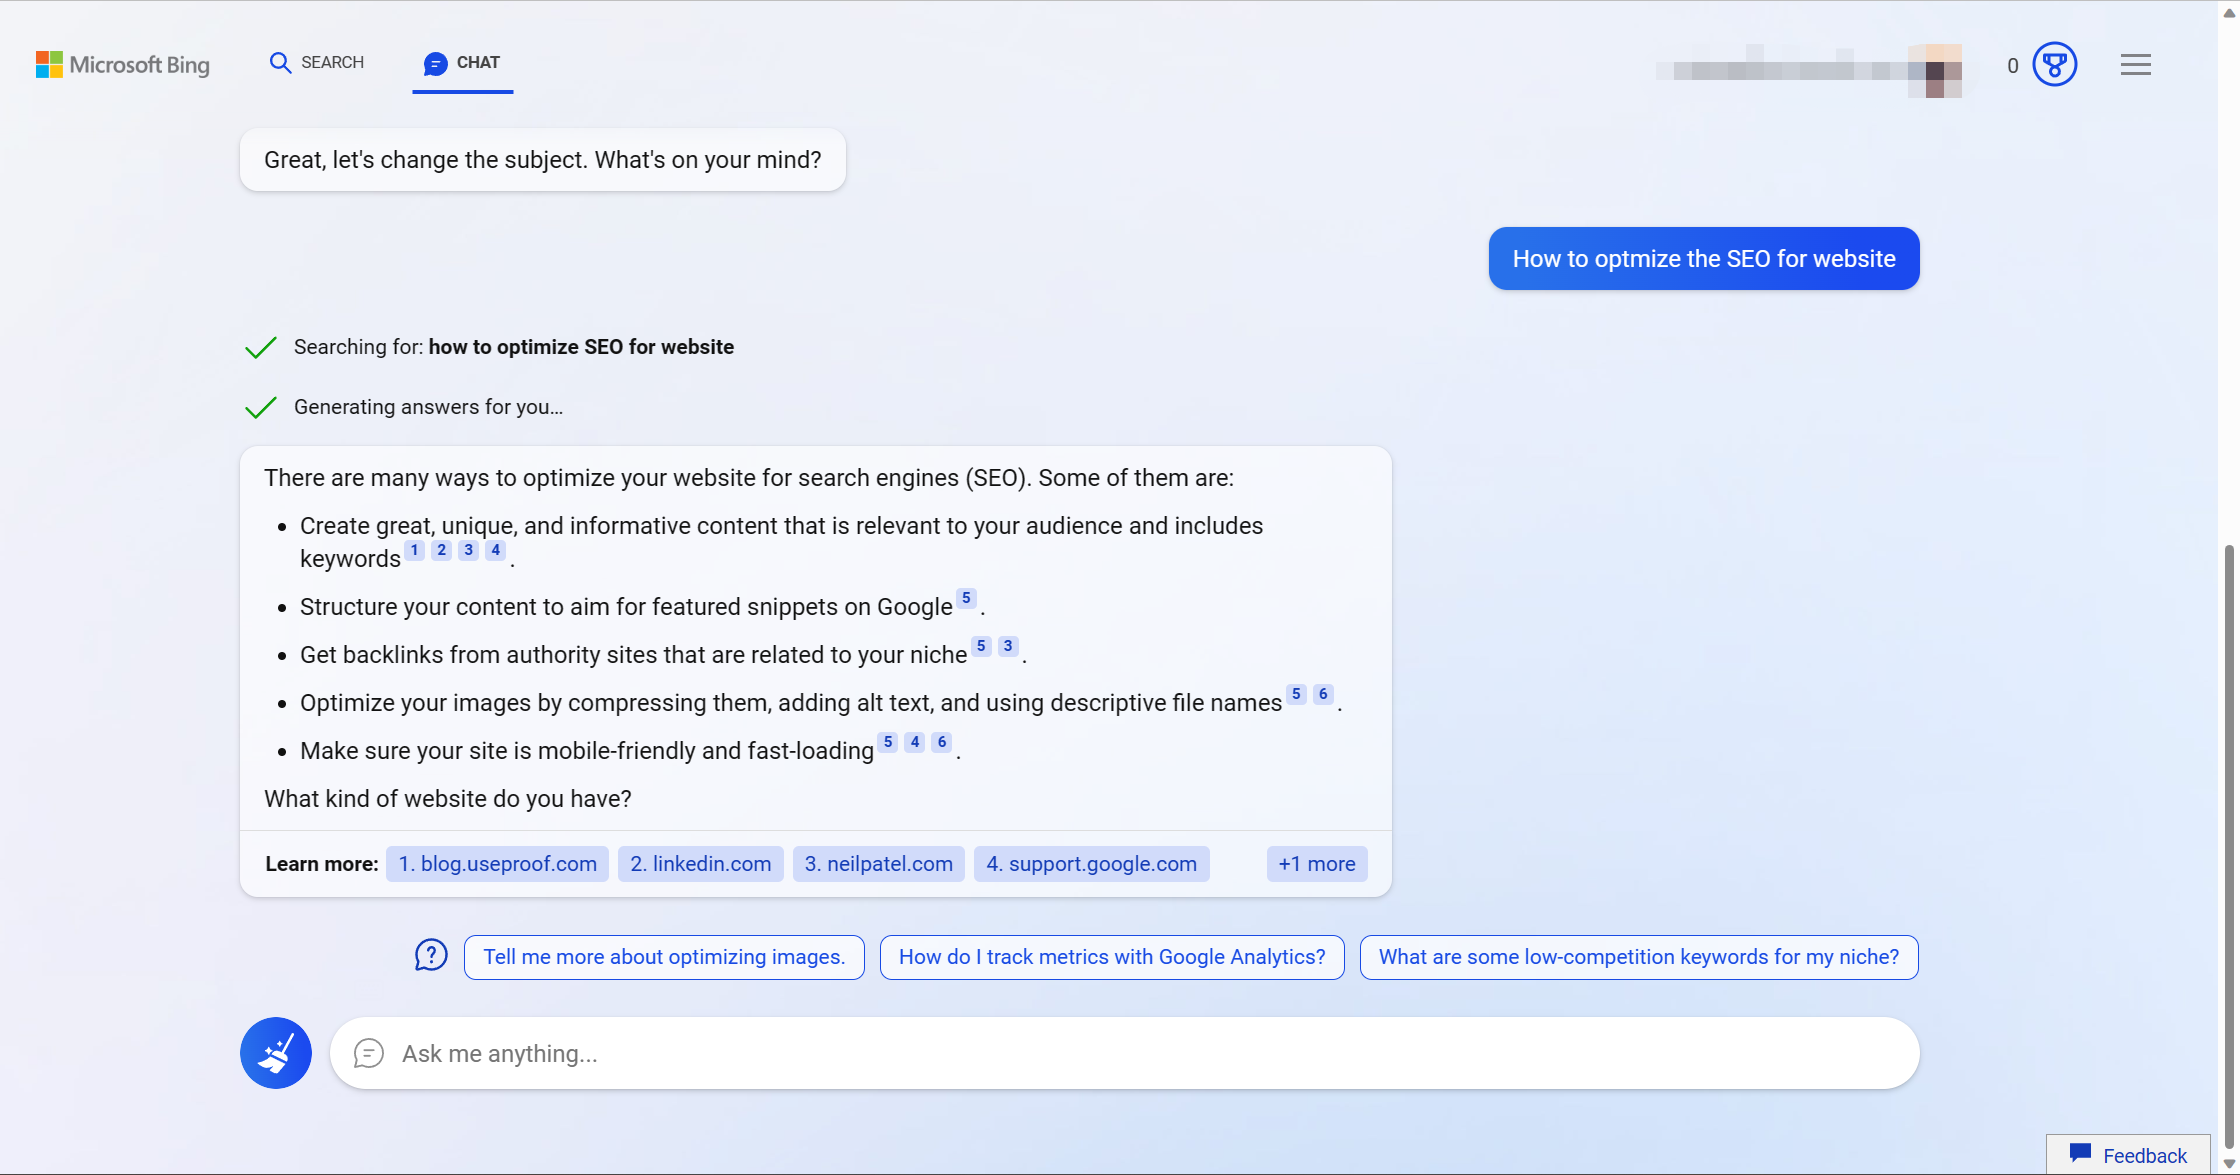 Microsoft Bing
SEARCH
CHAT
0
Great, let's change the subject. What's on your mind?
How to optmize the SEO for website
Searching for: how to optimize SEO for website
Generating answers for you...
There are many ways to optimize your website for search engines (SEO). Some of them are:
Create great, unique, and informative content that is relevant to your audience and includes
keywords 1 2 3 4 .
Structure your content to aim for featured snippets on Google 5 .
Get backlinks from authority sites that are related to your niche 5 3 .
Optimize your images by compressing them, adding alt text, and using descriptive file names 5 6 .
Make sure your site is mobile-friendly and fast-loading 5 4 6 .
What kind of website do you have?
Learn more: 1. blog.useproof.com 2. linkedin.com 3. neilpatel.com 4. support.google.com +1 more
Tell me more about optimizing images. How do I track metrics with Google Analytics? What are some low-competition keywords for my niche?
Ask me anything...
Feedback